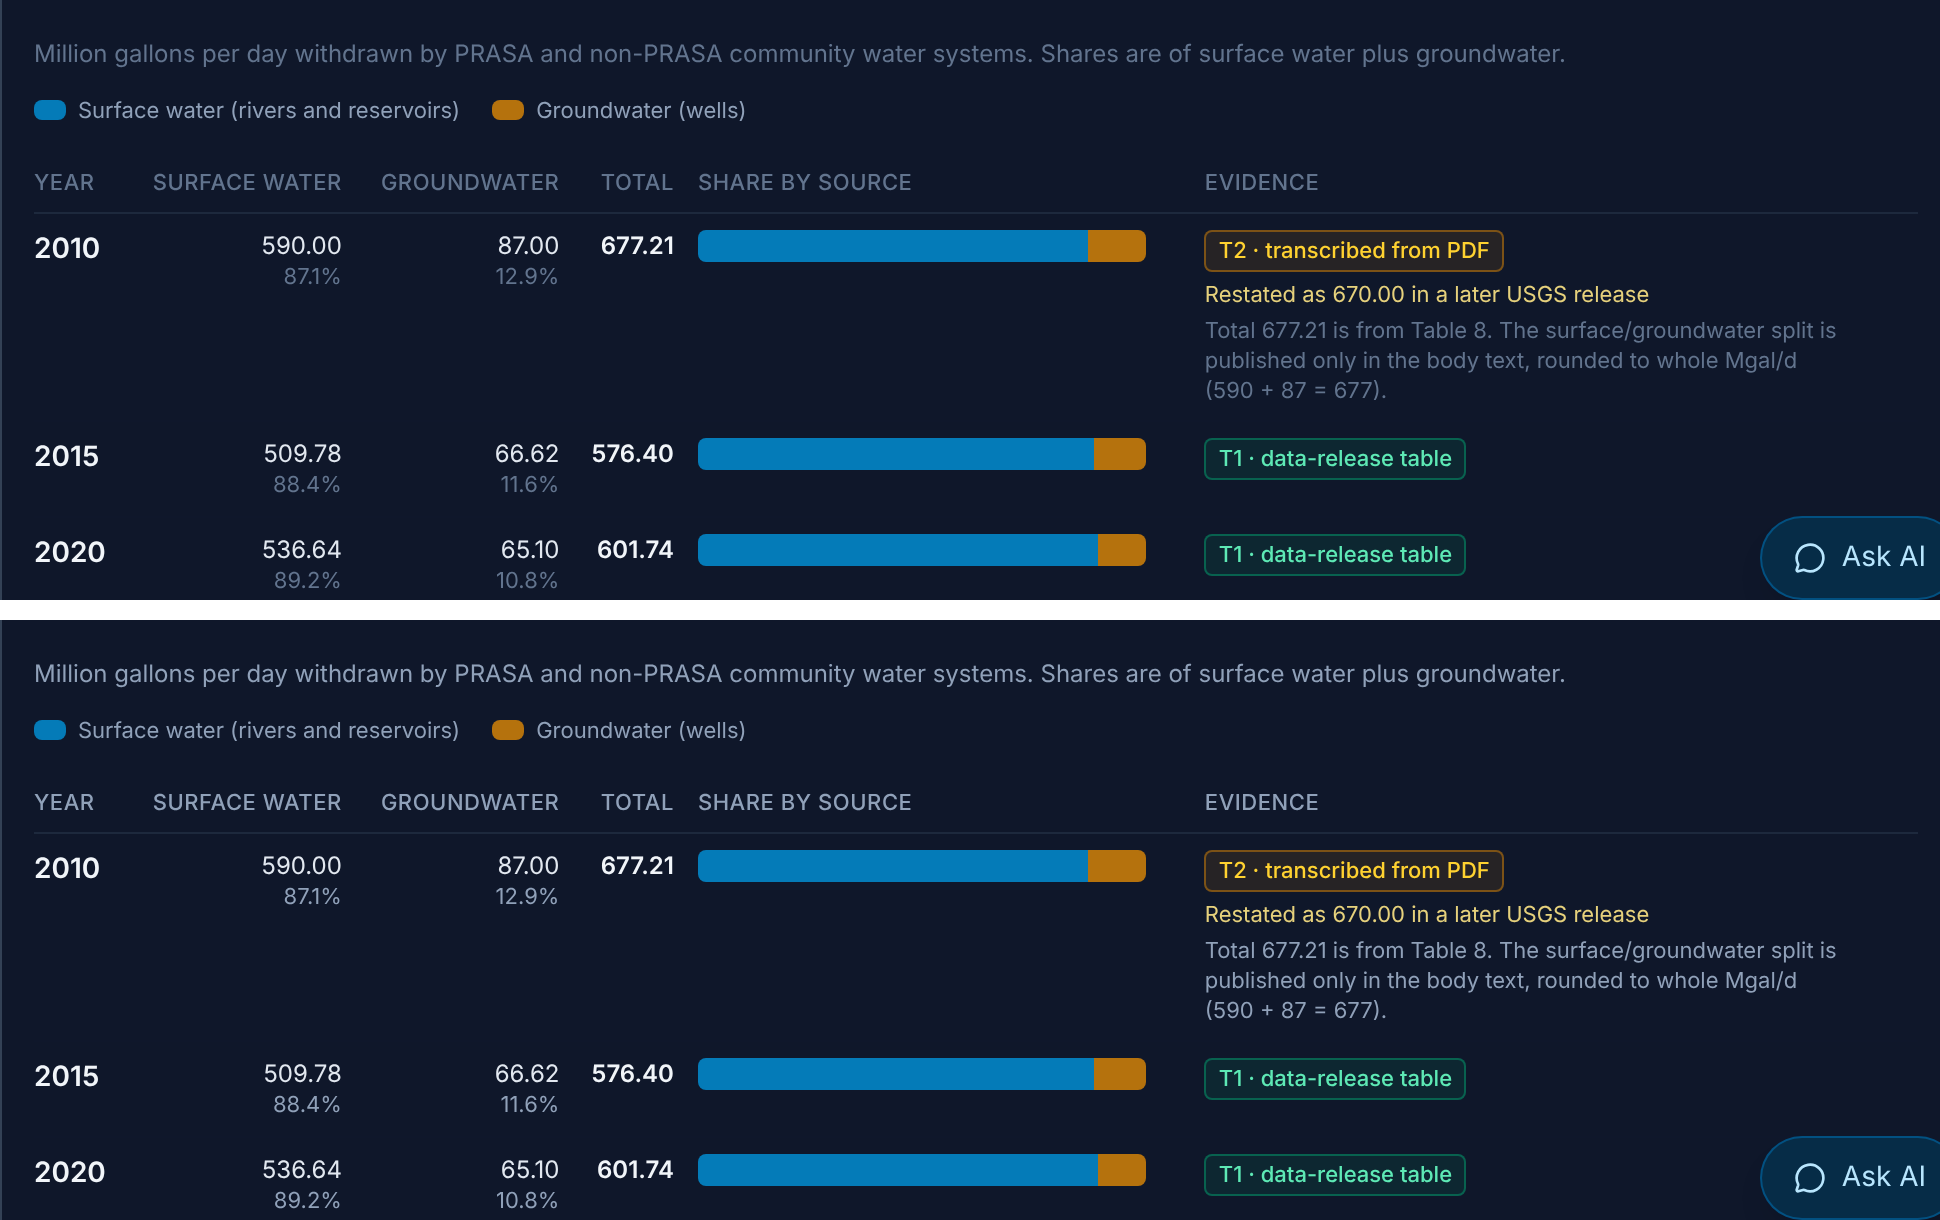 Million gallons per day withdrawn by PRASA and non-PRASA community water systems. Shares are of surface water plus groundwater.
Surface water (rivers and reservoirs) Groundwater (wells)
YEAR SURFACE WATER GROUNDWATER TOTAL SHARE BY SOURCE EVIDENCE
2010 590.00 87.00 677.21 T2 · transcribed from PDF
87.1% 12.9%
Restated as 670.00 in a later USGS release
Total 677.21 is from Table 8. The surface/groundwater split is
published only in the body text, rounded to whole Mgal/d
(590 + 87 = 677).
2015 509.78 66.62 576.40 T1 · data-release table
88.4% 11.6%
2020 536.64 65.10 601.74 T1 · data-release table
89.2% 10.8%
Ask AI
Million gallons per day withdrawn by PRASA and non-PRASA community water systems. Shares are of surface water plus groundwater.
Surface water (rivers and reservoirs) Groundwater (wells)
YEAR SURFACE WATER GROUNDWATER TOTAL SHARE BY SOURCE EVIDENCE
2010 590.00 87.00 677.21 T2 · transcribed from PDF
87.1% 12.9%
Restated as 670.00 in a later USGS release
Total 677.21 is from Table 8. The surface/groundwater split is
published only in the body text, rounded to whole Mgal/d
(590 + 87 = 677).
2015 509.78 66.62 576.40 T1 · data-release table
88.4% 11.6%
2020 536.64 65.10 601.74 T1 · data-release table
89.2% 10.8%
Ask AI